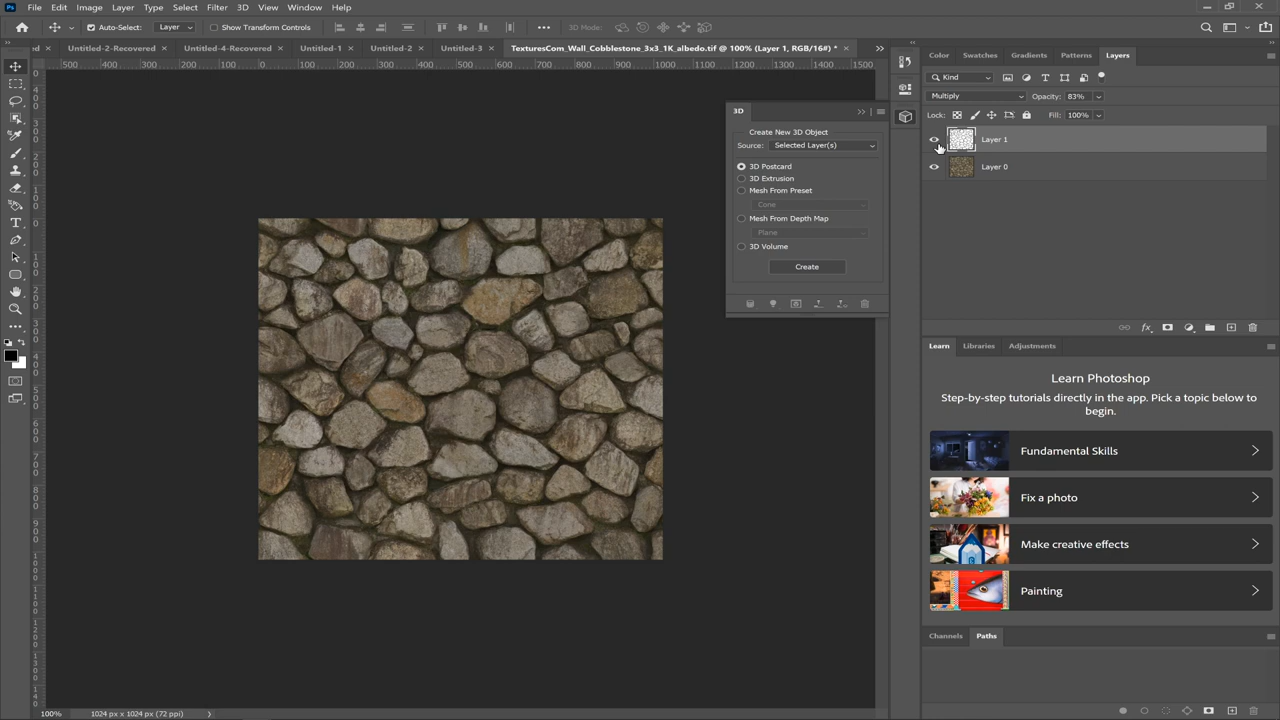 Ps File Edit Image Layer Type Select Filter 3D View Window Help
Auto-Select: Layer Show Transform Controls 3D Mode:
Untitled-2-Recovered × Untitled-4-Recovered × Untitled-1 × Untitled-2 × Untitled-3 × TexturesCom_Wall_Cobblestone_3x3_1K_albedo.tif @ 100% (Layer 1, RGB/16#) * ×
500 400 300 200 100 0 100 200 300 400 500 600 700 800 900 1000 1100 1200 1300 1400 1500
3D
Create New 3D Object
Source: Selected Layer(s)
3D Postcard
3D Extrusion
Mesh From Preset
Cone
Mesh From Depth Map
Plane
3D Volume
Create
Color Swatches Gradients Patterns Layers
Kind
Multiply Opacity: 83%
Lock: Fill: 100%
Layer 1
Layer 0
Learn Libraries Adjustments
Learn Photoshop
Step-by-step tutorials directly in the app. Pick a topic below to
begin.
Fundamental Skills
Fix a photo
Make creative effects
Painting
Channels Paths
100% 1024 px x 1024 px (72 ppi)